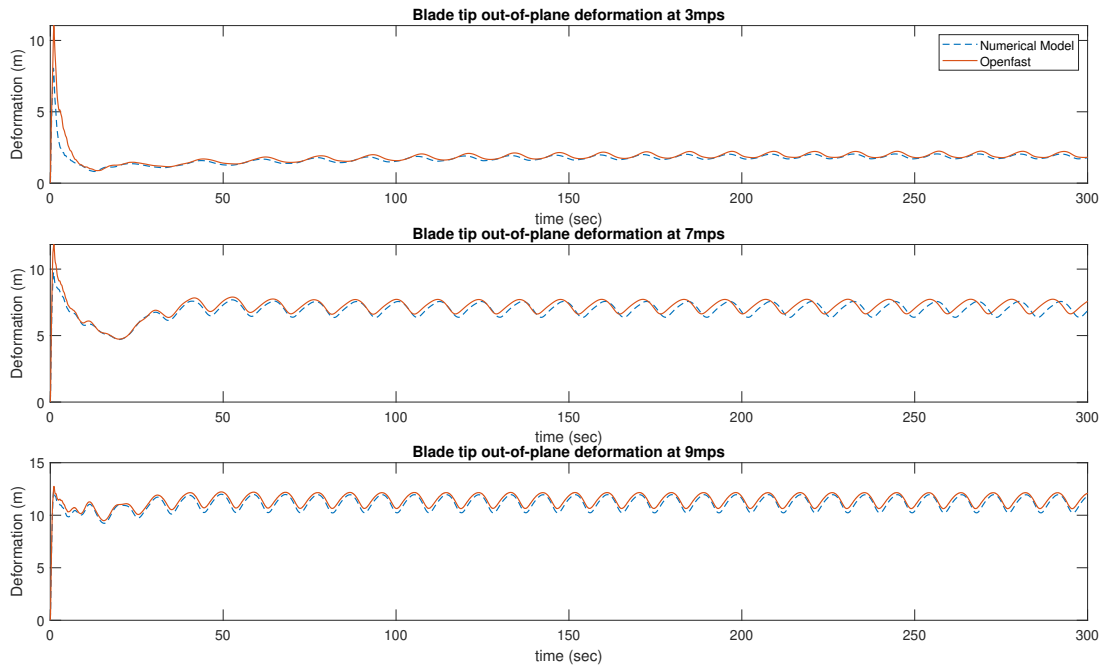 Blade tip out-of-plane deformation at 3mps
Deformation (m)
10
5
0
Numerical Model
Openfast
0 50 100 150 200 250 300
time (sec)
Blade tip out-of-plane deformation at 7mps
Deformation (m)
10
5
0
0 50 100 150 200 250 300
time (sec)
Blade tip out-of-plane deformation at 9mps
Deformation (m)
15
10
5
0
0 50 100 150 200 250 300
time (sec)